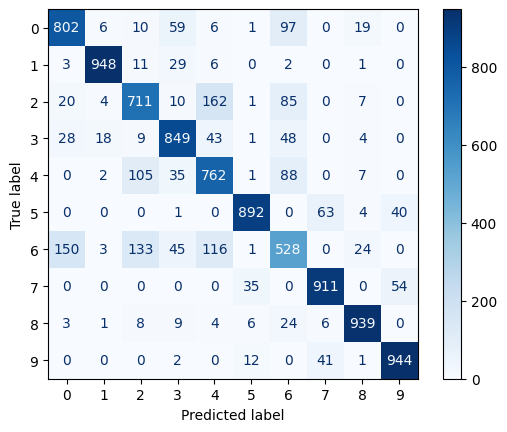 0 802 6 10 59 6 1 97 0 19 0
1 3 948 11 29 6 0 2 0 1 0
2 20 4 711 10 162 1 85 0 7 0
3 28 18 9 849 43 1 48 0 4 0
4 0 2 105 35 762 1 88 0 7 0
5 0 0 0 1 0 892 0 63 4 40
6 150 3 133 45 116 1 528 0 24 0
7 0 0 0 0 0 35 0 911 0 54
8 3 1 8 9 4 6 24 6 939 0
9 0 0 0 2 0 12 0 41 1 944
0 1 2 3 4 5 6 7 8 9
Predicted label
True label
800
600
400
200
0